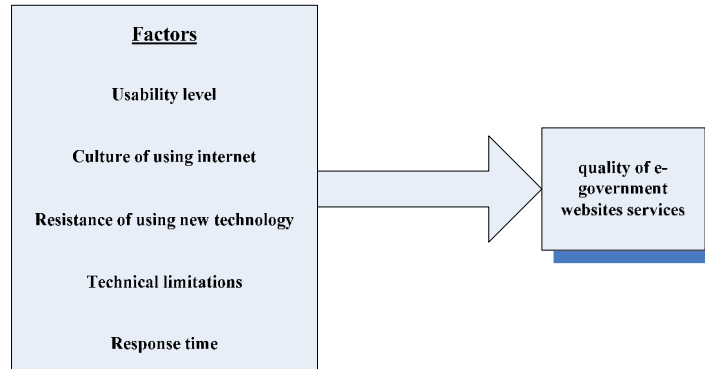 Factors
Usability level
Culture of using internet
Resistance of using new technology
Technical limitations
Response time
quality of e-
government
websites services